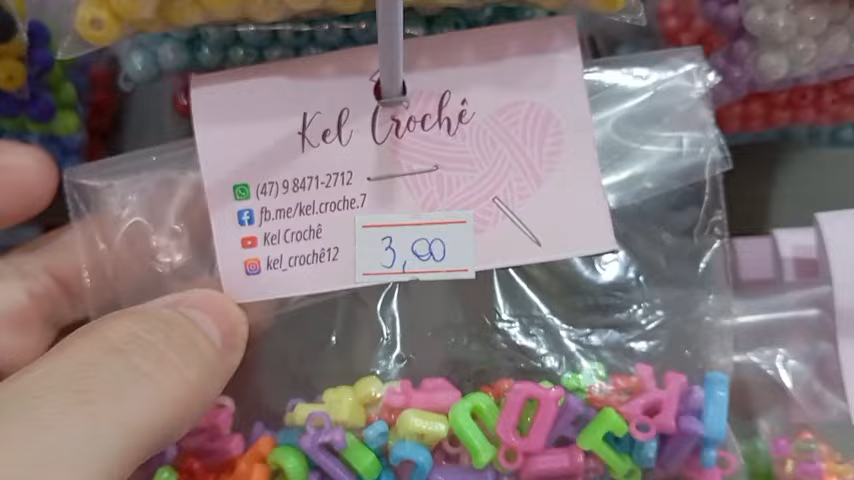 Kel Crochê
(47) 9 8471-2712
fb.me/kel.croche.7
Kel Crochê
kel_crochê12
3,00